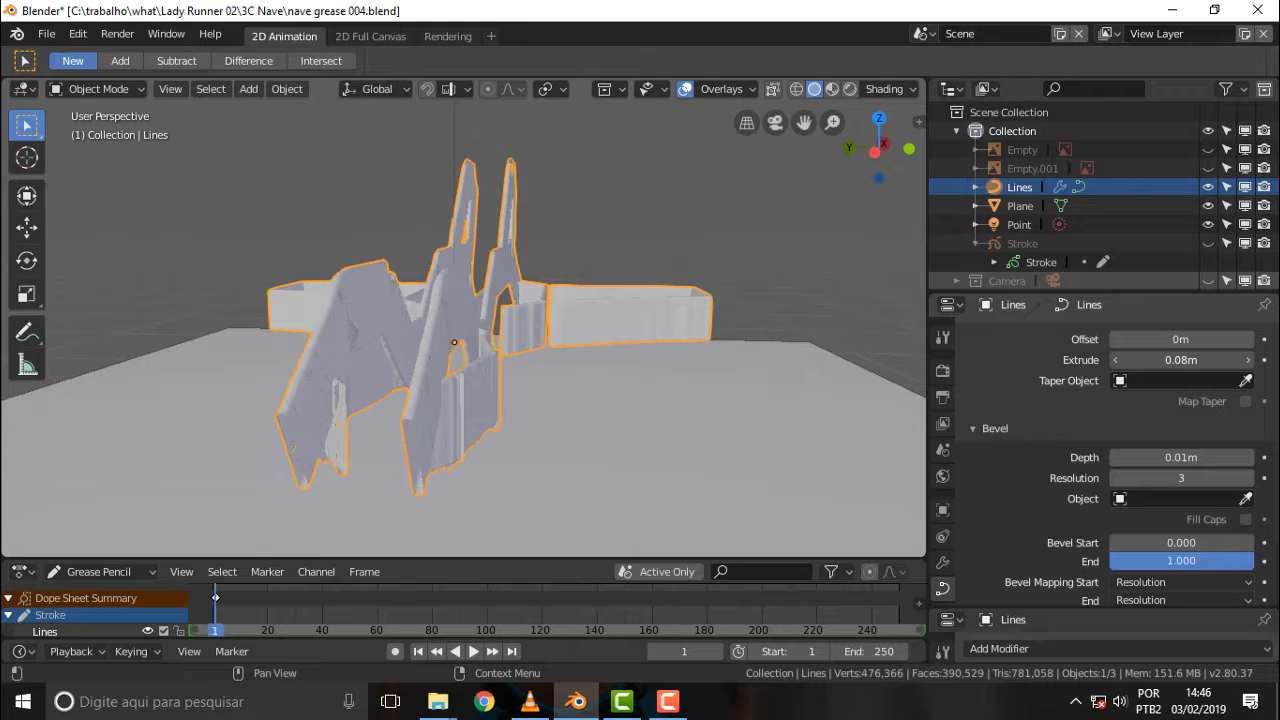 Blender* [C:\trabalho\what\Lady Runner 02\3C Nave\nave grease 004.blend]
File Edit Render Window Help 2D Animation 2D Full Canvas Rendering + Scene View Layer
New Add Subtract Difference Intersect
Object Mode View Select Add Object Global Overlays Shading
User Perspective
(1) Collection | Lines
Z
Y
X
Scene Collection
Collection
Empty
Empty.001
Lines
Plane
Point
Stroke
Stroke
Camera
Lines Lines
Offset 0m
Extrude 0.08m
Taper Object
Map Taper
Bevel
Depth 0.01m
Resolution 3
Object
Fill Caps
Bevel Start 0.000
End 1.000
Bevel Mapping Start Resolution
End Resolution
Lines
Add Modifier
Grease Pencil View Select Marker Channel Frame Active Only
Dope Sheet Summary
Stroke
Lines
1 20 40 60 80 100 120 140 160 180 200 220 240
Playback Keying View Marker 1 Start: 1 End: 250
Pan View Context Menu Collection | Lines | Verts:476,366 | Faces:390,529 | Tris:781,058 | Objects:1/3 | Mem: 151.6 MB | v2.80.37
Digite aqui para pesquisar
POR
PTB2
14:46
03/02/2019